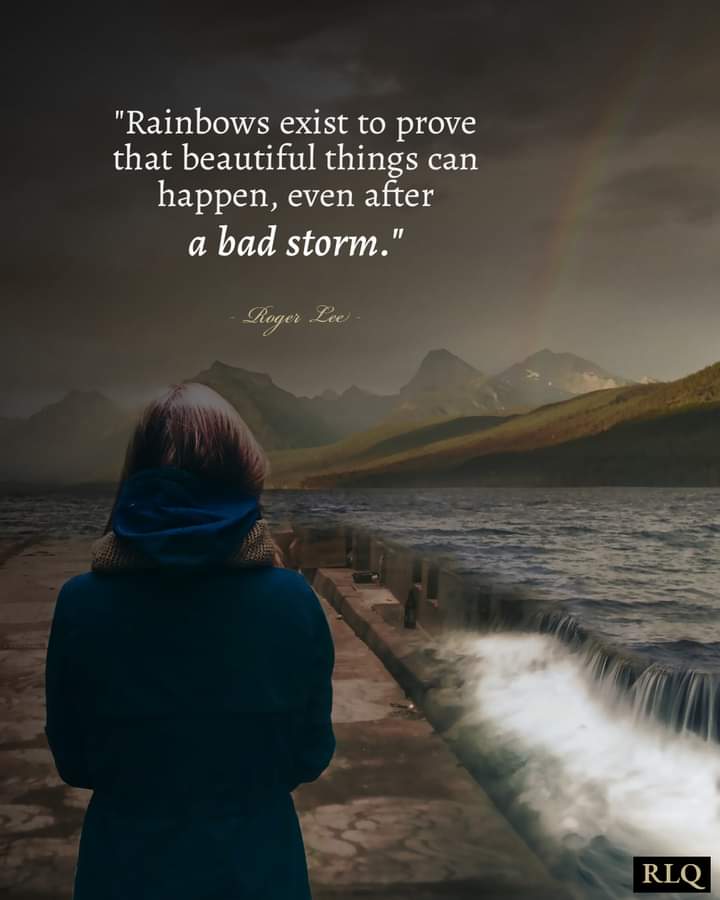 "Rainbows exist to prove
that beautiful things can
happen, even after
a bad storm."
- Roger Lee -
RLQ